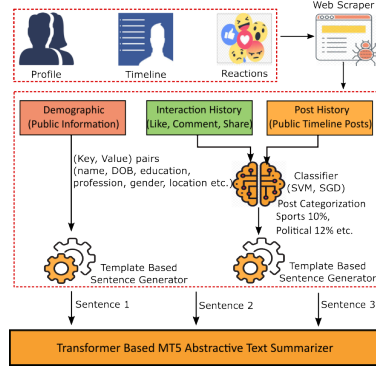 Web Scraper
Profile
Timeline
Reactions
Demographic
(Public Information)
Interaction History
(Like, Comment, Share)
Post History
(Public Timeline Posts)
(Key, Value) pairs
(name, DOB, education,
profession, gender, location etc.)
Classifier
(SVM, SGD)
Post Categorization
Sports 10%,
Political 12% etc.
Template Based
Sentence Generator
Template Based
Sentence Generator
Sentence 1
Sentence 2
Sentence 3
Transformer Based MT5 Abstractive Text Summarizer